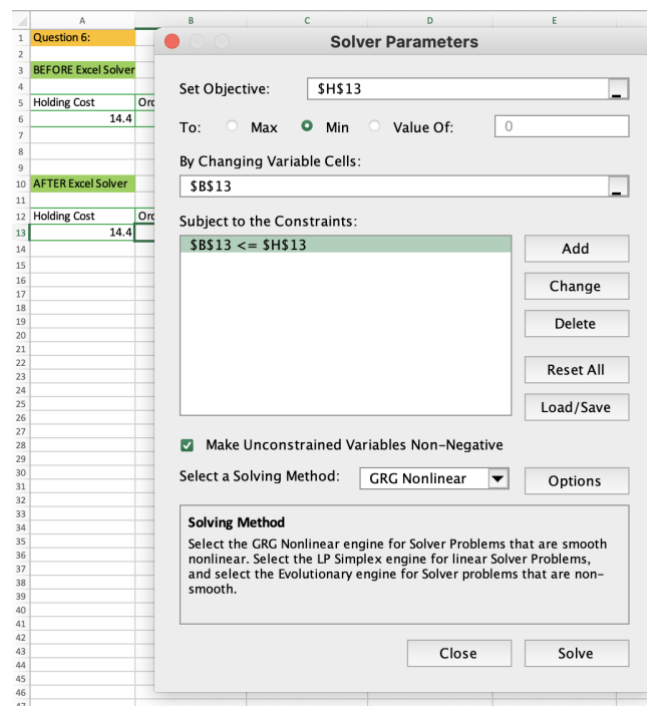 A B C D E
1 Question 6:
Solver Parameters
2
3 BEFORE Excel Solver
4
Set Objective: $H$13
5 Holding Cost Orc
6 14.4
To: Max Min Value Of: 0
7
8
By Changing Variable Cells:
9
10 AFTER Excel Solver
$B$13
11
12 Holding Cost Orc
Subject to the Constraints:
13 14.4
$B$13 <= $H$13
Add
14
15
16
Change
17
18
19
Delete
20
21
22
Reset All
23
24
25
Load/Save
26
27
28
Make Unconstrained Variables Non-Negative
29
30
Select a Solving Method: GRG Nonlinear Options
31
32
33
Solving Method
34
35
Select the GRG Nonlinear engine for Solver Problems that are smooth
36
nonlinear. Select the LP Simplex engine for linear Solver Problems,
37
and select the Evolutionary engine for Solver problems that are non-
38
smooth.
39
40
41
42
43
Close Solve
44
45
46
47